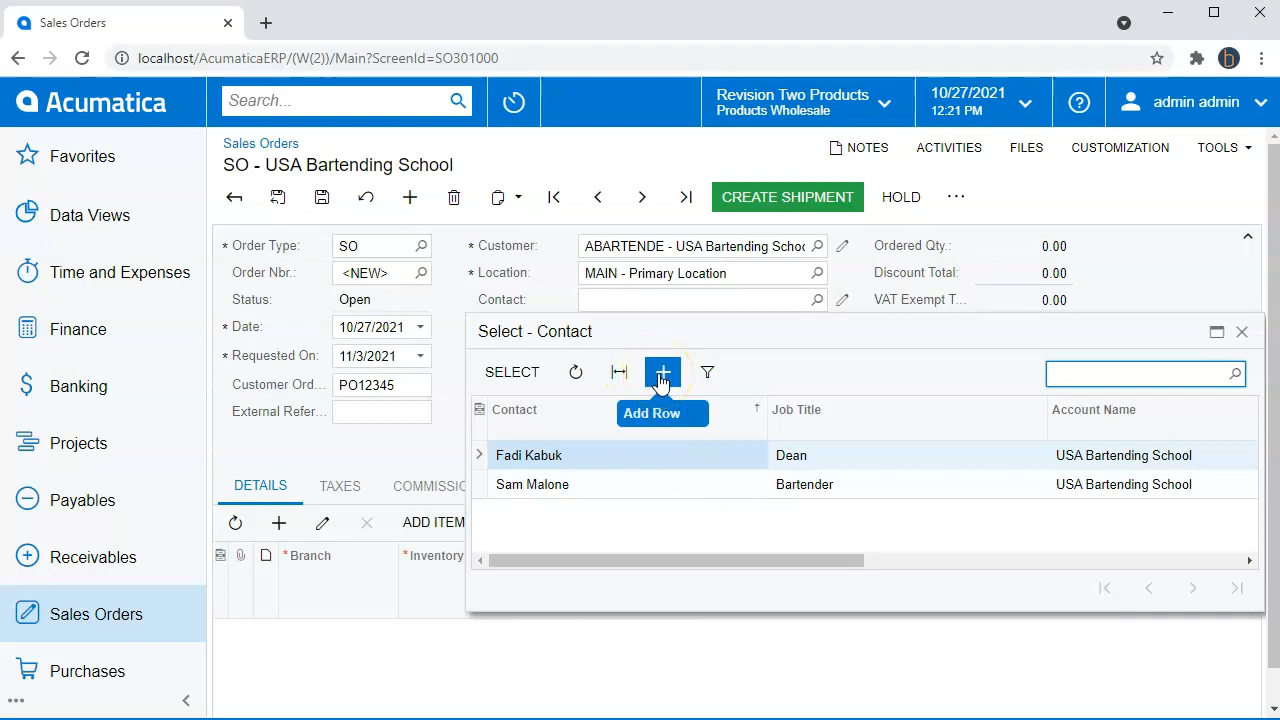 Sales Orders
localhost/AcumaticaERP/(W(2))/Main?ScreenId=SO301000
b
Acumatica
Search...
Revision Two Products
Products Wholesale
10/27/2021
12:21 PM
admin admin
Favorites
Data Views
Time and Expenses
Finance
Banking
Projects
Payables
Receivables
Sales Orders
Purchases
Sales Orders
SO - USA Bartending School
NOTES
ACTIVITIES
FILES
CUSTOMIZATION
TOOLS
CREATE SHIPMENT
HOLD
* Order Type:
SO
* Customer:
ABARTENDE - USA Bartending Schoo
Ordered Qty.:
0.00
Order Nbr.:
<NEW>
* Location:
MAIN - Primary Location
Discount Total:
0.00
Status:
Open
Contact:
VAT Exempt T...
0.00
* Date:
10/27/2021
* Requested On:
11/3/2021
Customer Ord...
PO12345
External Refer...
Select - Contact
SELECT
Add Row
Contact
Job Title
Account Name
Fadi Kabuk
Dean
USA Bartending School
Sam Malone
Bartender
USA Bartending School
DETAILS
TAXES
COMMISSIC
ADD ITEM
* Branch
* Inventory